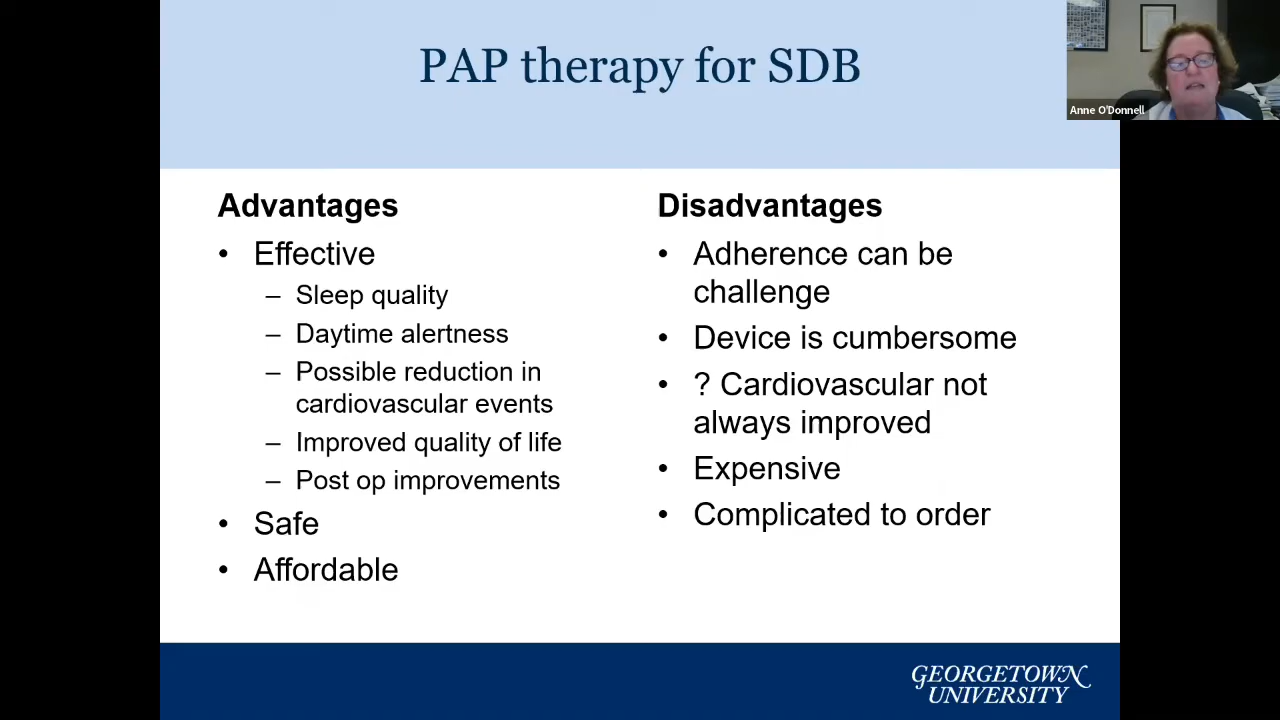 PAP therapy for SDB
Anne O'Donnell
Advantages
• Effective
– Sleep quality
– Daytime alertness
– Possible reduction in
cardiovascular events
– Improved quality of life
– Post op improvements
• Safe
• Affordable
Disadvantages
• Adherence can be
challenge
• Device is cumbersome
• ? Cardiovascular not
always improved
• Expensive
• Complicated to order
GEORGETOWN
UNIVERSITY